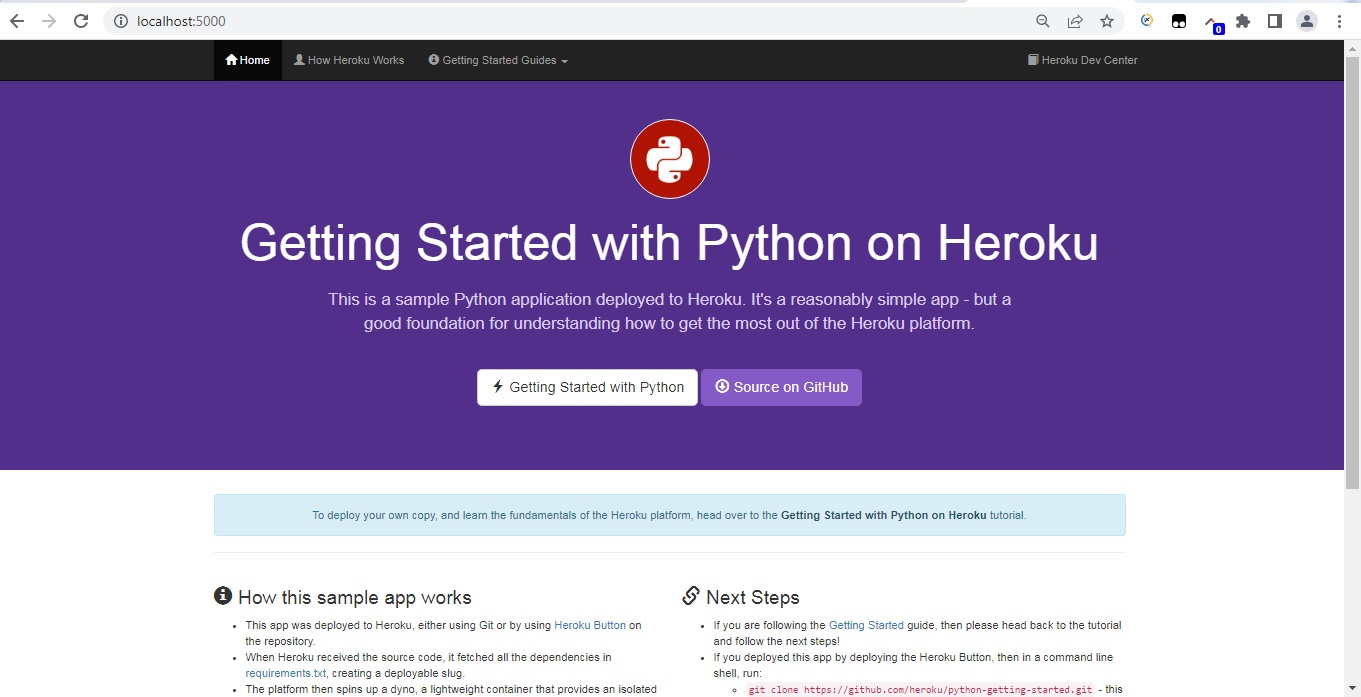 localhost:5000
0
Home How Heroku Works Getting Started Guides Heroku Dev Center
Getting Started with Python on Heroku
This is a sample Python application deployed to Heroku. It's a reasonably simple app - but a
good foundation for understanding how to get the most out of the Heroku platform.
Getting Started with Python Source on GitHub
To deploy your own copy, and learn the fundamentals of the Heroku platform, head over to the Getting Started with Python on Heroku tutorial.
How this sample app works
This app was deployed to Heroku, either using Git or by using Heroku Button on
the repository.
When Heroku received the source code, it fetched all the dependencies in
requirements.txt, creating a deployable slug.
The platform then spins up a dyno, a lightweight container that provides an isolated
Next Steps
If you are following the Getting Started guide, then please head back to the tutorial
and follow the next steps!
If you deployed this app by deploying the Heroku Button, then in a command line
shell, run:
git clone https://github.com/heroku/python-getting-started.git - this